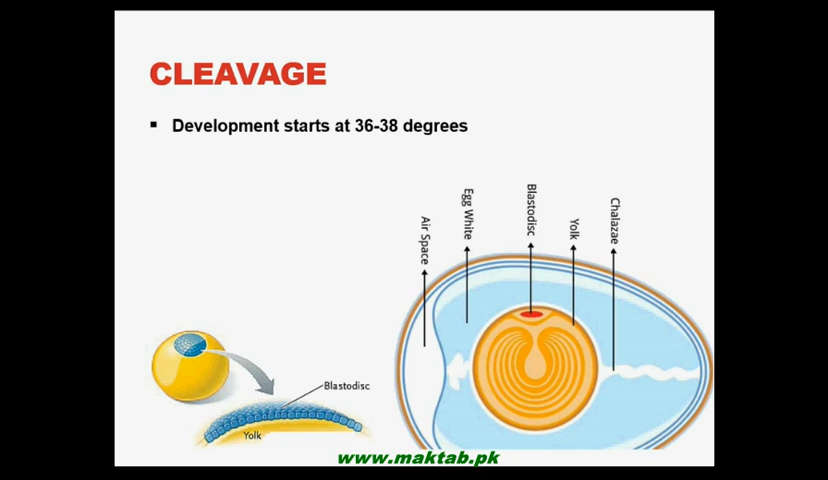 CLEAVAGE
▪ Development starts at 36-38 degrees
Air Space
Egg White
Blastodisc
Yolk
Chalazae
Blastodisc
Yolk
www.maktab.pk